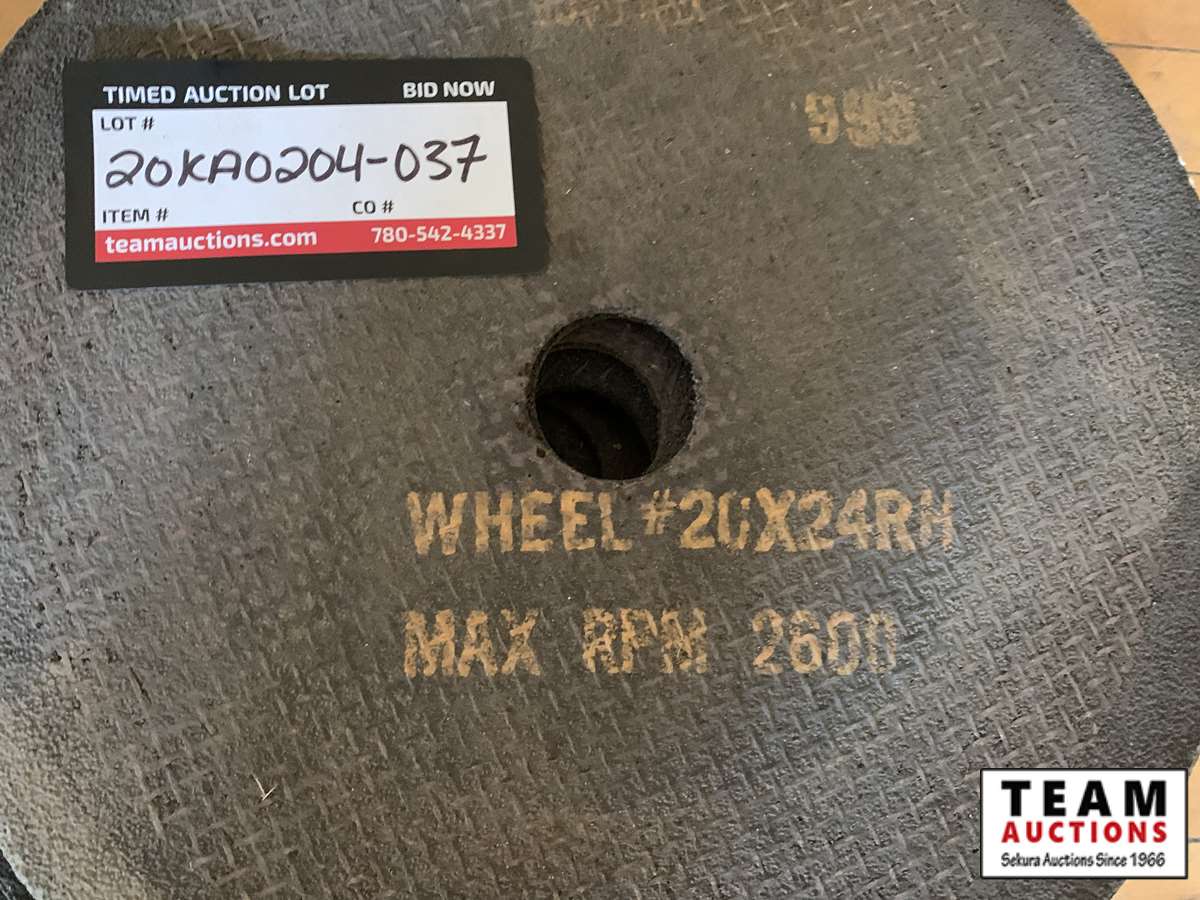 TIMED AUCTION LOT BID NOW
LOT #
20KA0204-037
ITEM # CO #
teamauctions.com 780-542-4337
WHEEL #20X24RH
MAX RPM 2600
TEAM
AUCTIONS
Sekura Auctions Since 1966